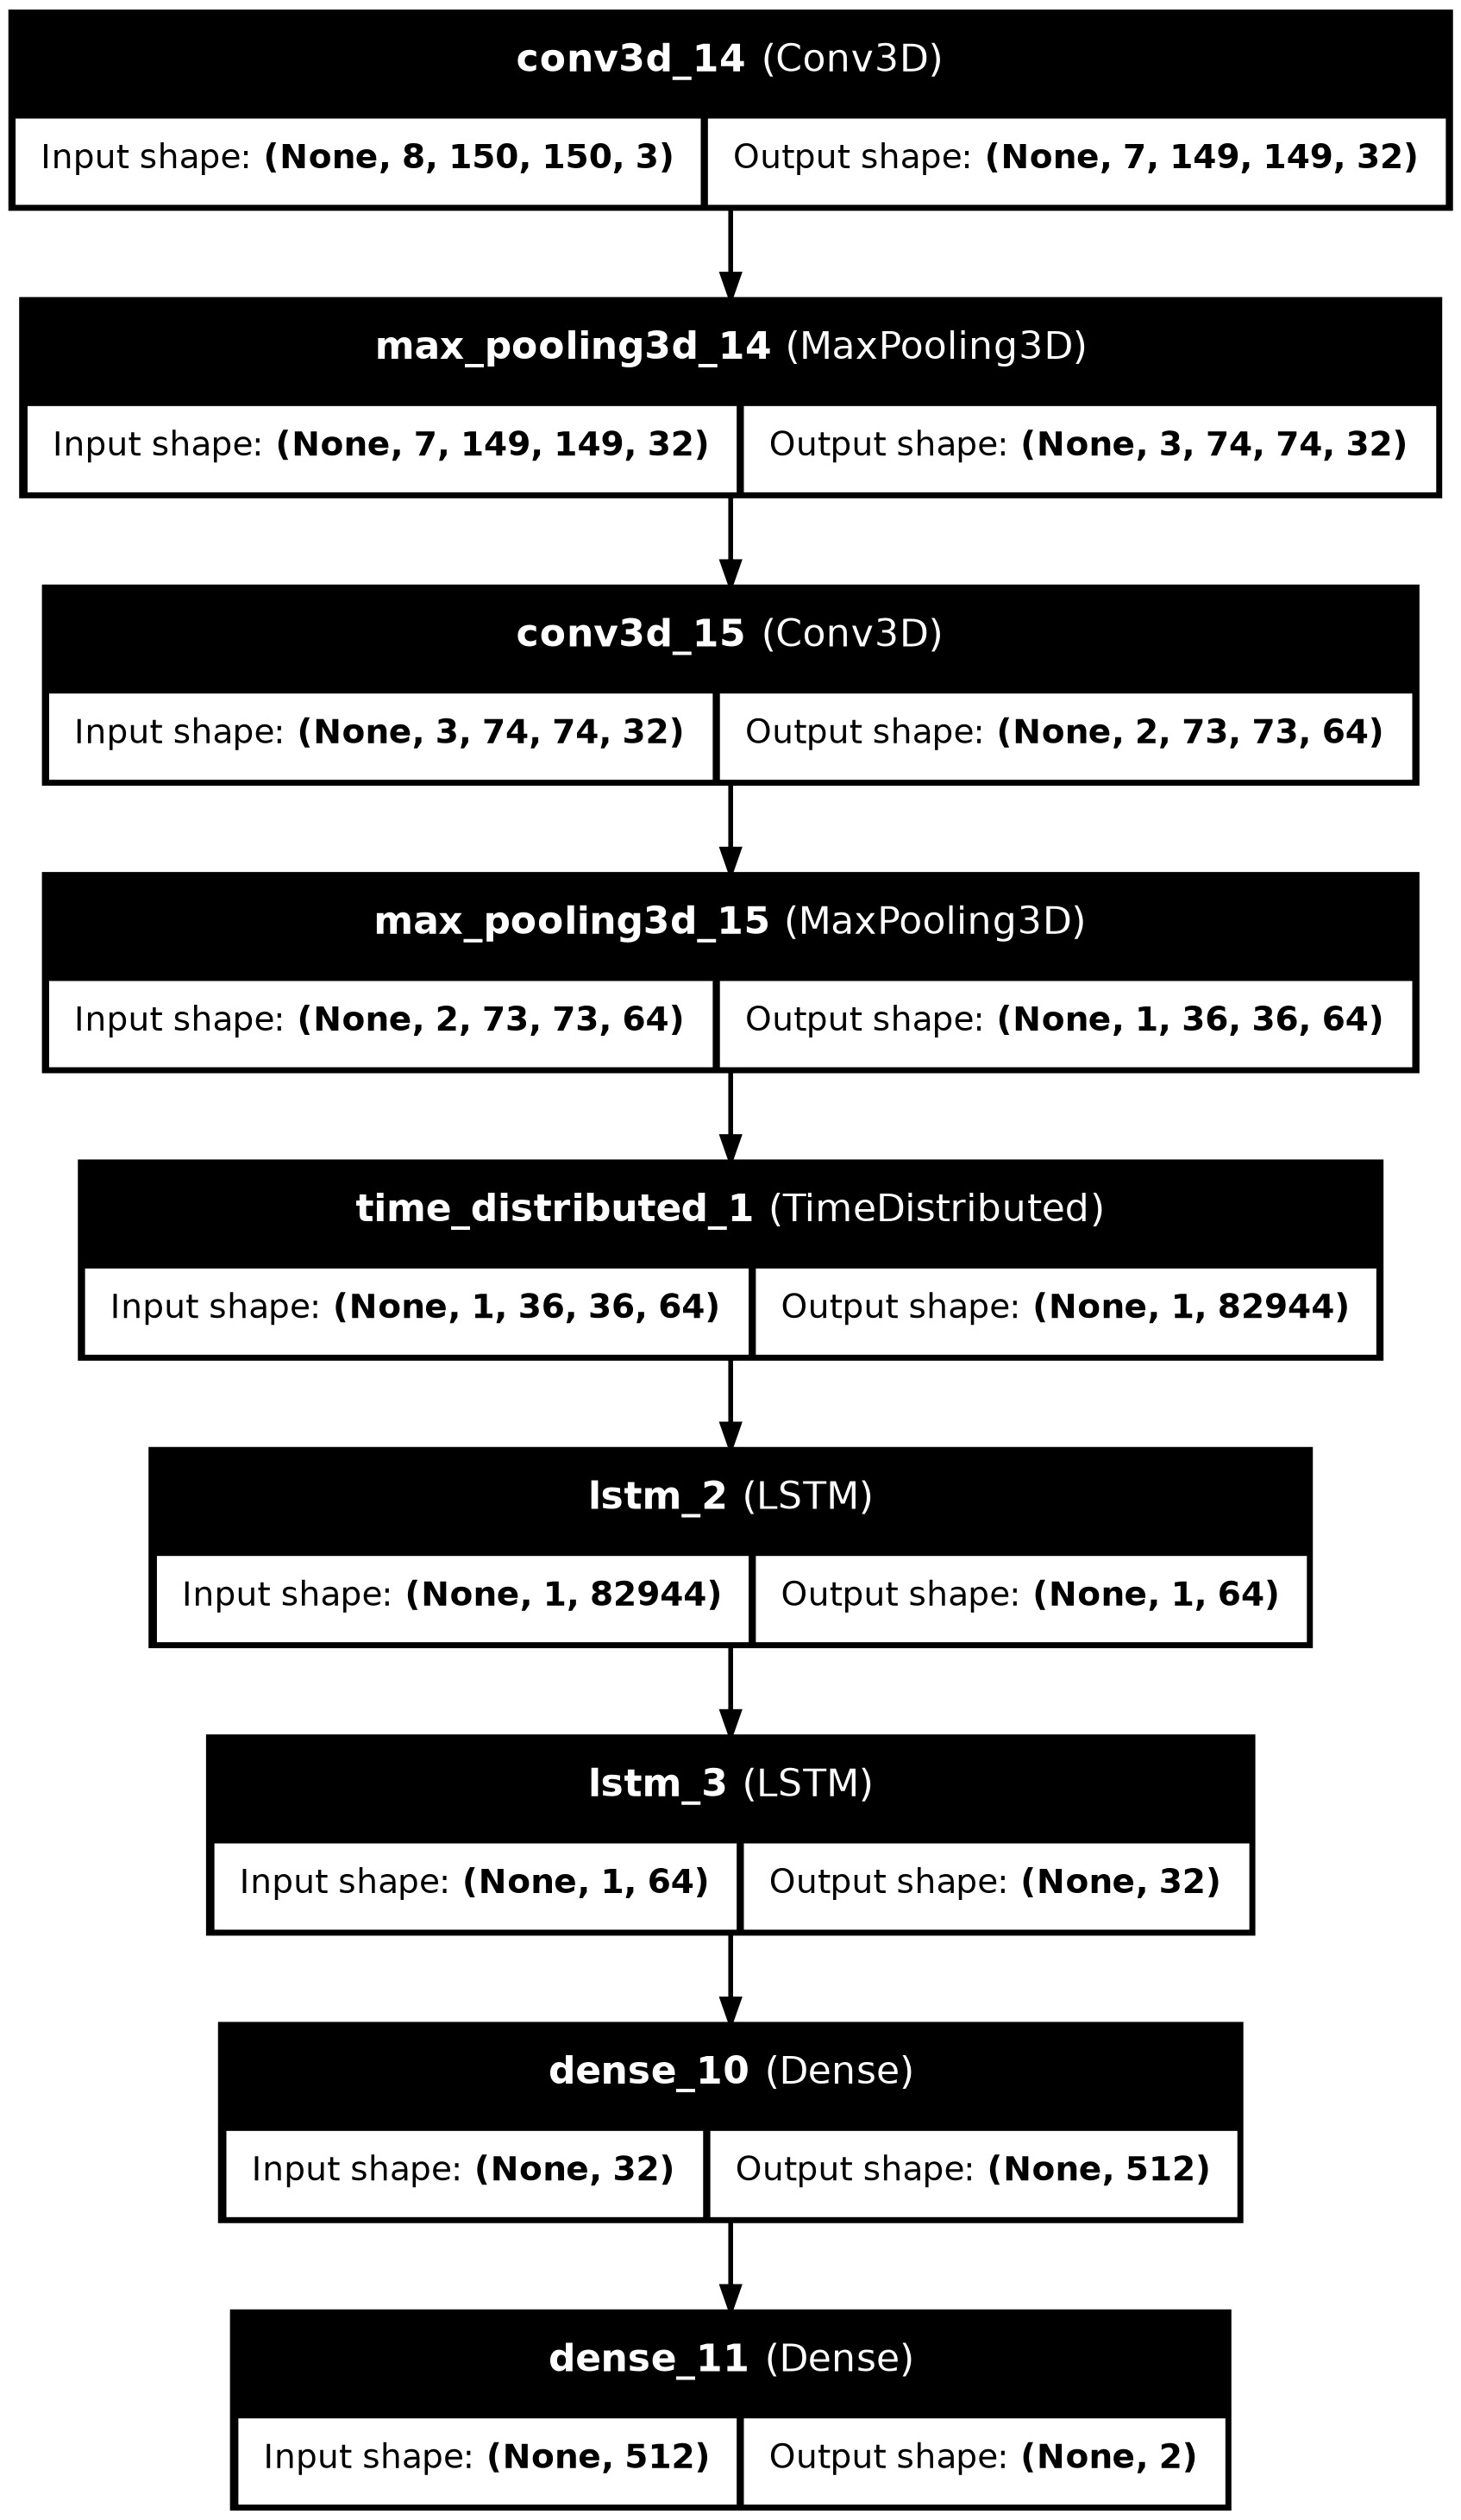 conv3d_14 (Conv3D)
Input shape: (None, 8, 150, 150, 3) Output shape: (None, 7, 149, 149, 32)
max_pooling3d_14 (MaxPooling3D)
Input shape: (None, 7, 149, 149, 32) Output shape: (None, 3, 74, 74, 32)
conv3d_15 (Conv3D)
Input shape: (None, 3, 74, 74, 32) Output shape: (None, 2, 73, 73, 64)
max_pooling3d_15 (MaxPooling3D)
Input shape: (None, 2, 73, 73, 64) Output shape: (None, 1, 36, 36, 64)
time_distributed_1 (TimeDistributed)
Input shape: (None, 1, 36, 36, 64) Output shape: (None, 1, 82944)
lstm_2 (LSTM)
Input shape: (None, 1, 82944) Output shape: (None, 1, 64)
lstm_3 (LSTM)
Input shape: (None, 1, 64) Output shape: (None, 32)
dense_10 (Dense)
Input shape: (None, 32) Output shape: (None, 512)
dense_11 (Dense)
Input shape: (None, 512) Output shape: (None, 2)